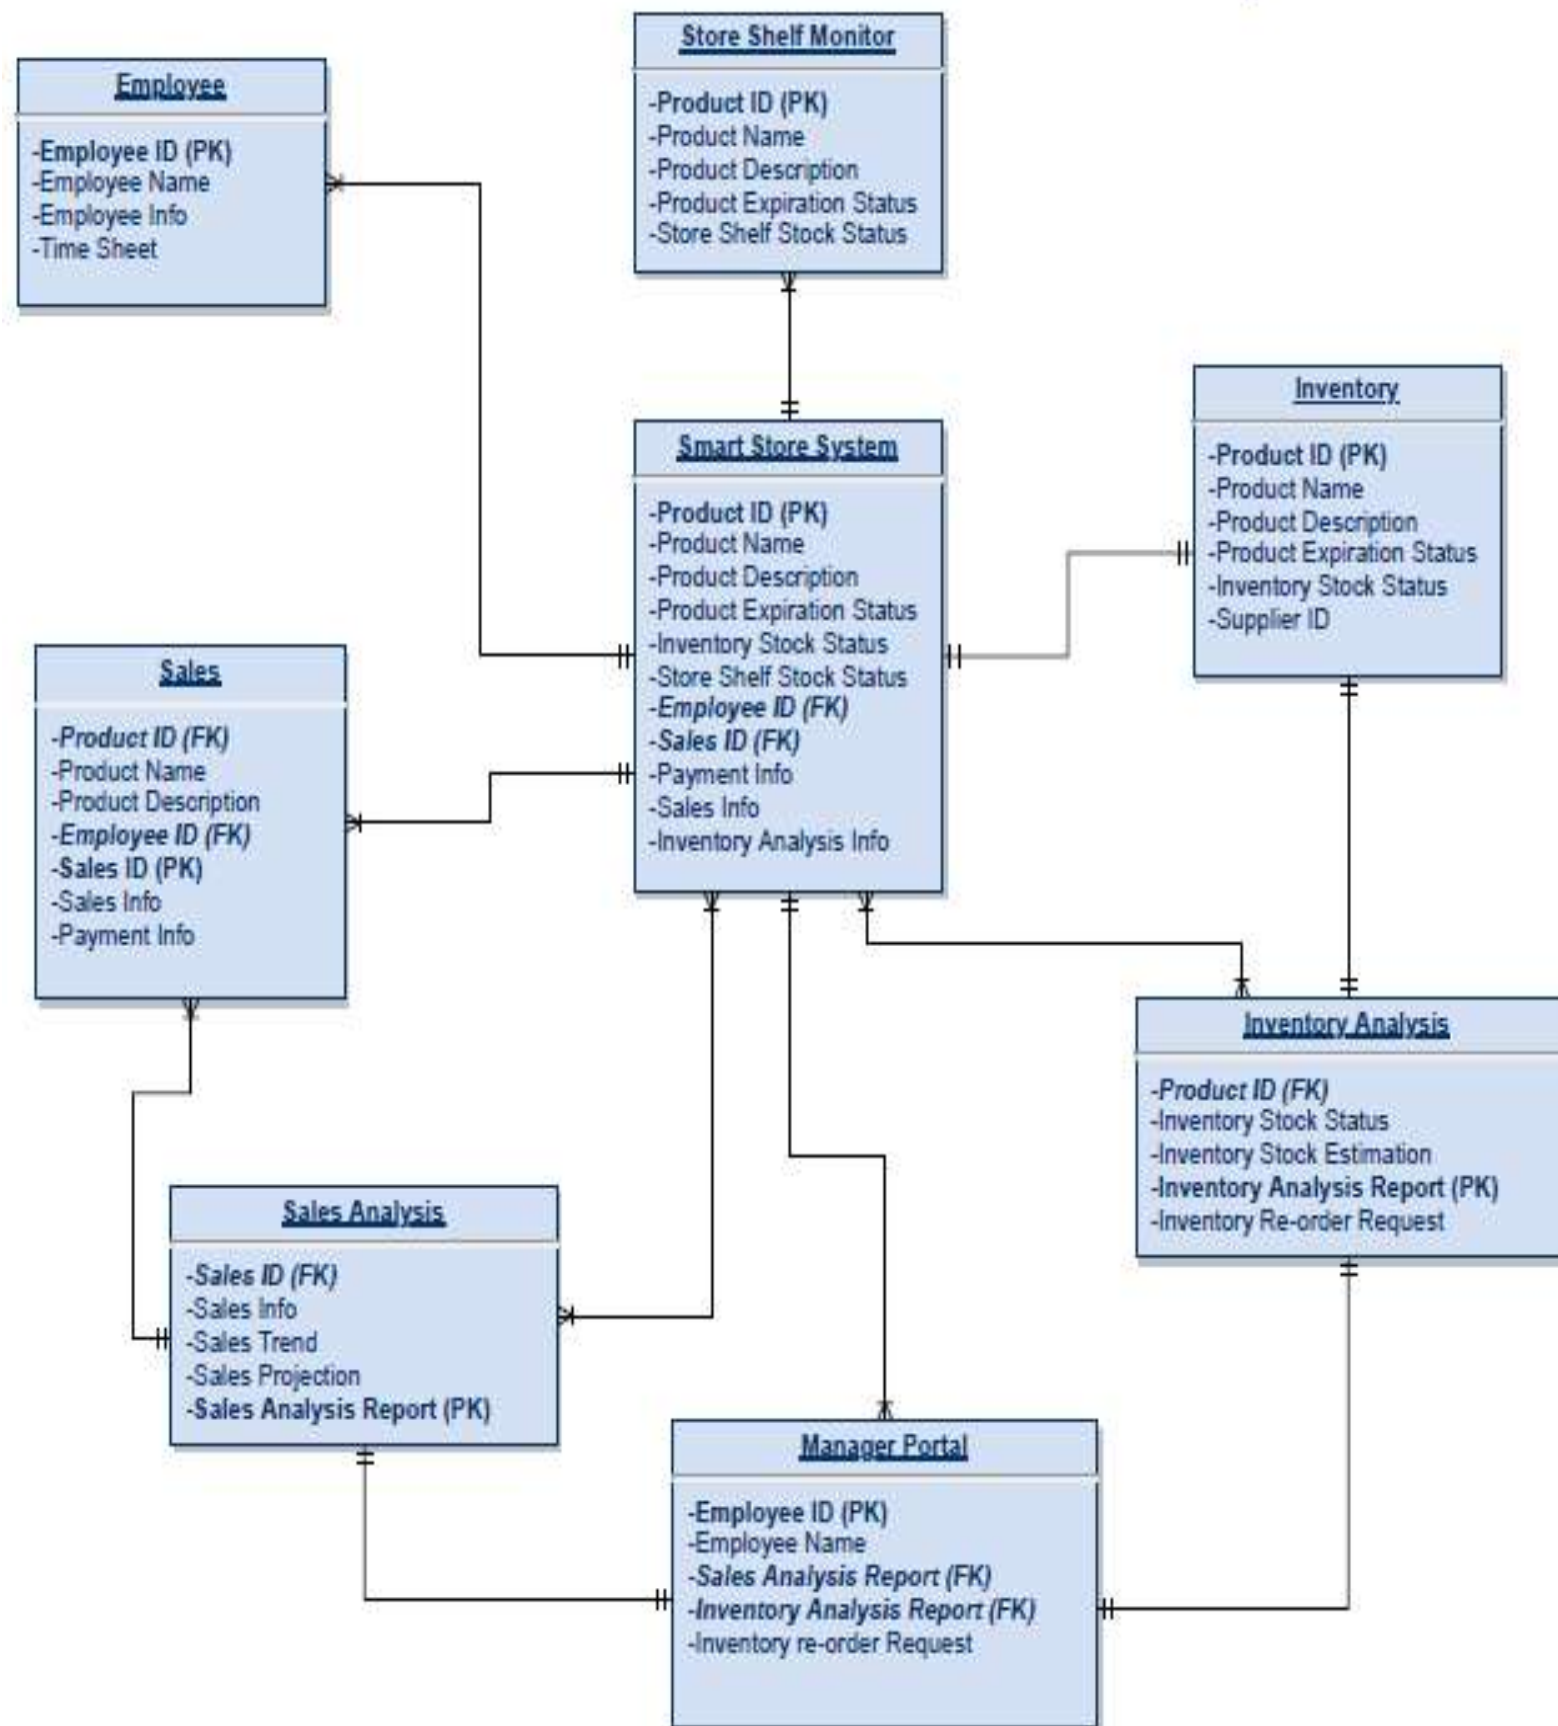 Store Shelf Monitor
-Product ID (PK)
-Product Name
-Product Description
-Product Expiration Status
-Store Shelf Stock Status
Employee
-Employee ID (PK)
-Employee Name
-Employee Info
-Time Sheet
Inventory
-Product ID (PK)
-Product Name
-Product Description
-Product Expiration Status
-Inventory Stock Status
-Supplier ID
Smart Store System
-Product ID (PK)
-Product Name
-Product Description
-Product Expiration Status
-Inventory Stock Status
-Store Shelf Stock Status
-Employee ID (FK)
-Sales ID (FK)
-Payment Info
-Sales Info
-Inventory Analysis Info
Sales
-Product ID (FK)
-Product Name
-Product Description
-Employee ID (FK)
-Sales ID (PK)
-Sales Info
-Payment Info
Inventory Analysis
-Product ID (FK)
-Inventory Stock Status
-Inventory Stock Estimation
-Inventory Analysis Report (PK)
-Inventory Re-order Request
Sales Analysis
-Sales ID (FK)
-Sales Info
-Sales Trend
-Sales Projection
-Sales Analysis Report (PK)
Manager Portal
-Employee ID (PK)
-Employee Name
-Sales Analysis Report (FK)
-Inventory Analysis Report (FK)
-Inventory re-order Request